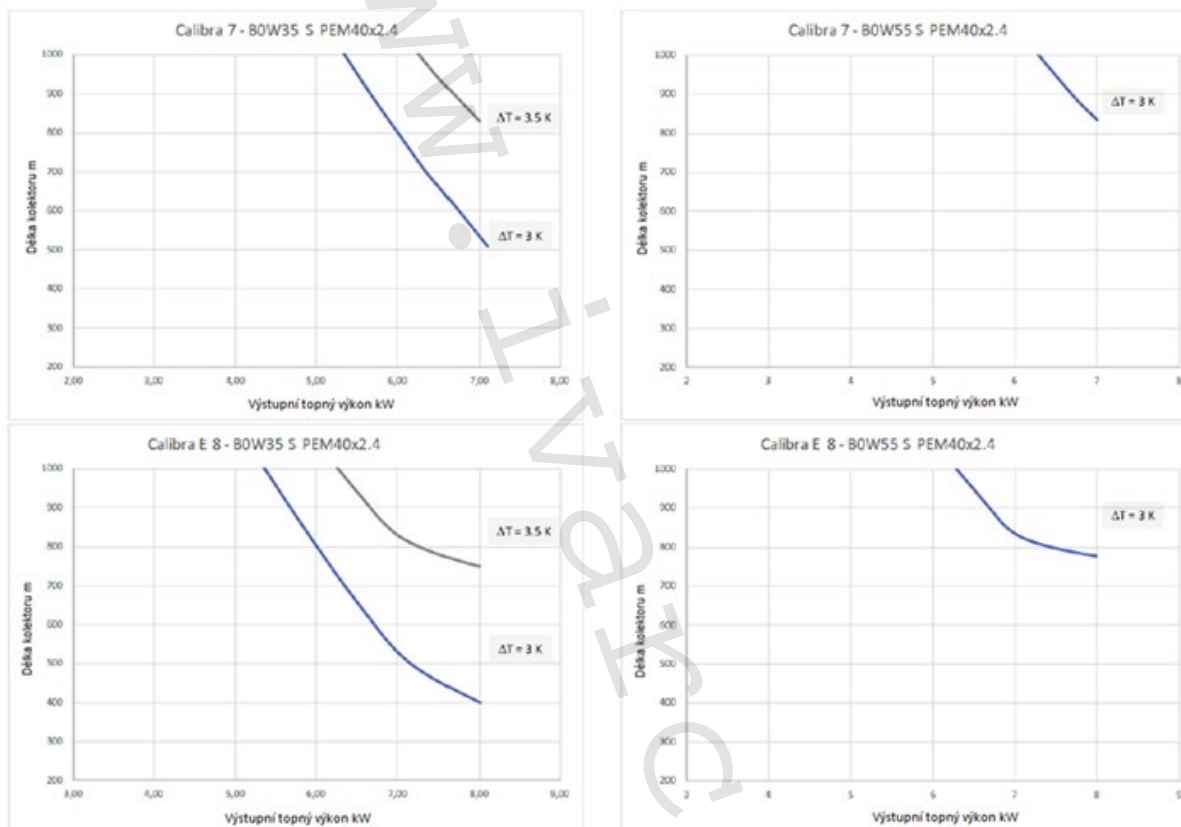 Calibra 7 - B0W35 S PEM40x2.4
1000
900
800
700
600
500
400
300
200
Délka kolektoru m
ΔT = 3.5 K
ΔT = 3 K
2,00 3,00 4,00 5,00 6,00 7,00 8,00
Výstupní topný výkon kW
Calibra 7 - B0W55 S PEM40x2.4
1000
900
800
700
600
500
400
300
200
Délka kolektoru m
ΔT = 3 K
2 3 4 5 6 7 8
Výstupní topný výkon kW
Calibra E 8 - B0W35 S PEM40x2.4
1000
900
800
700
600
500
400
300
200
Délka kolektoru m
ΔT = 3.5 K
ΔT = 3 K
3,00 4,00 5,00 6,00 7,00 8,00 9,00
Výstupní topný výkon kW
Calibra E 8 - B0W55 S PEM40x2.4
1000
900
800
700
600
500
400
300
200
Délka kolektoru m
ΔT = 3 K
3 4 5 6 7 8 9
Výstupní topný výkon kW
w.ivarc